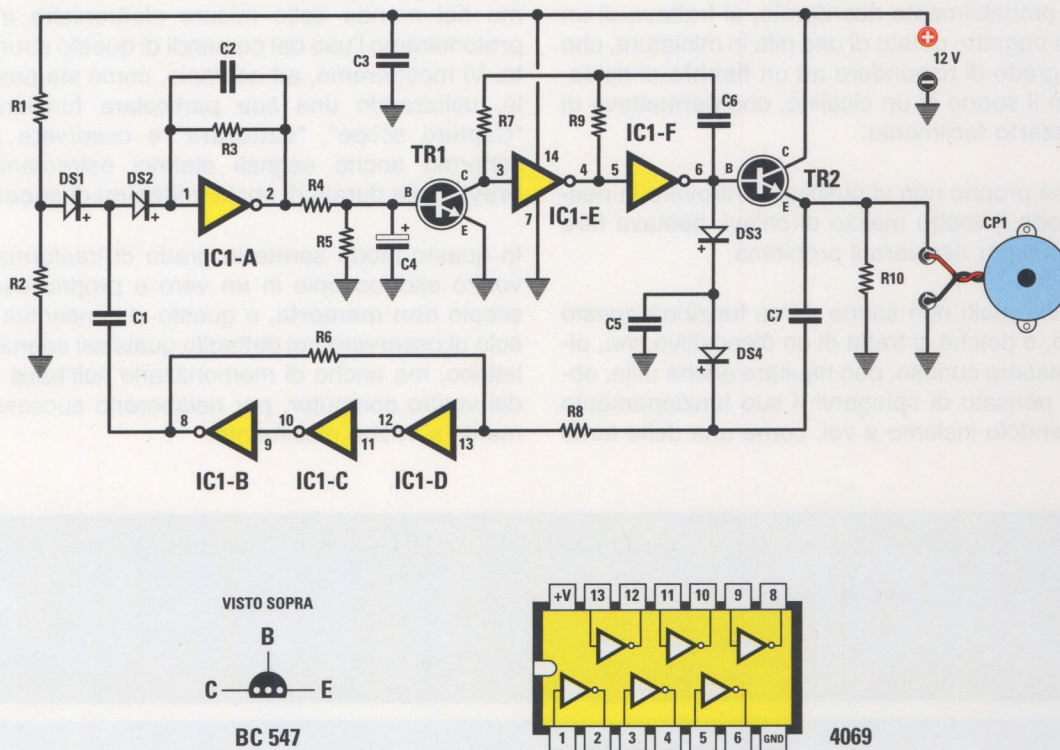 C2
C3
12 V
R1
R3
R7
R9
C6
IC1-F
TR1
TR2
DS1
DS2
1
2
R4
B
C
E
3
14
4
5
6
B
C
E
7
IC1-E
IC1-A
R5
C4
DS3
CP1
R2
R10
C1
C5
C7
R6
DS4
8
9
10
11
12
13
R8
IC1-B
IC1-C
IC1-D
VISTO SOPRA
B
C
E
BC 547
+V 13 12 11 10 9 8
1 2 3 4 5 6 GND
4069